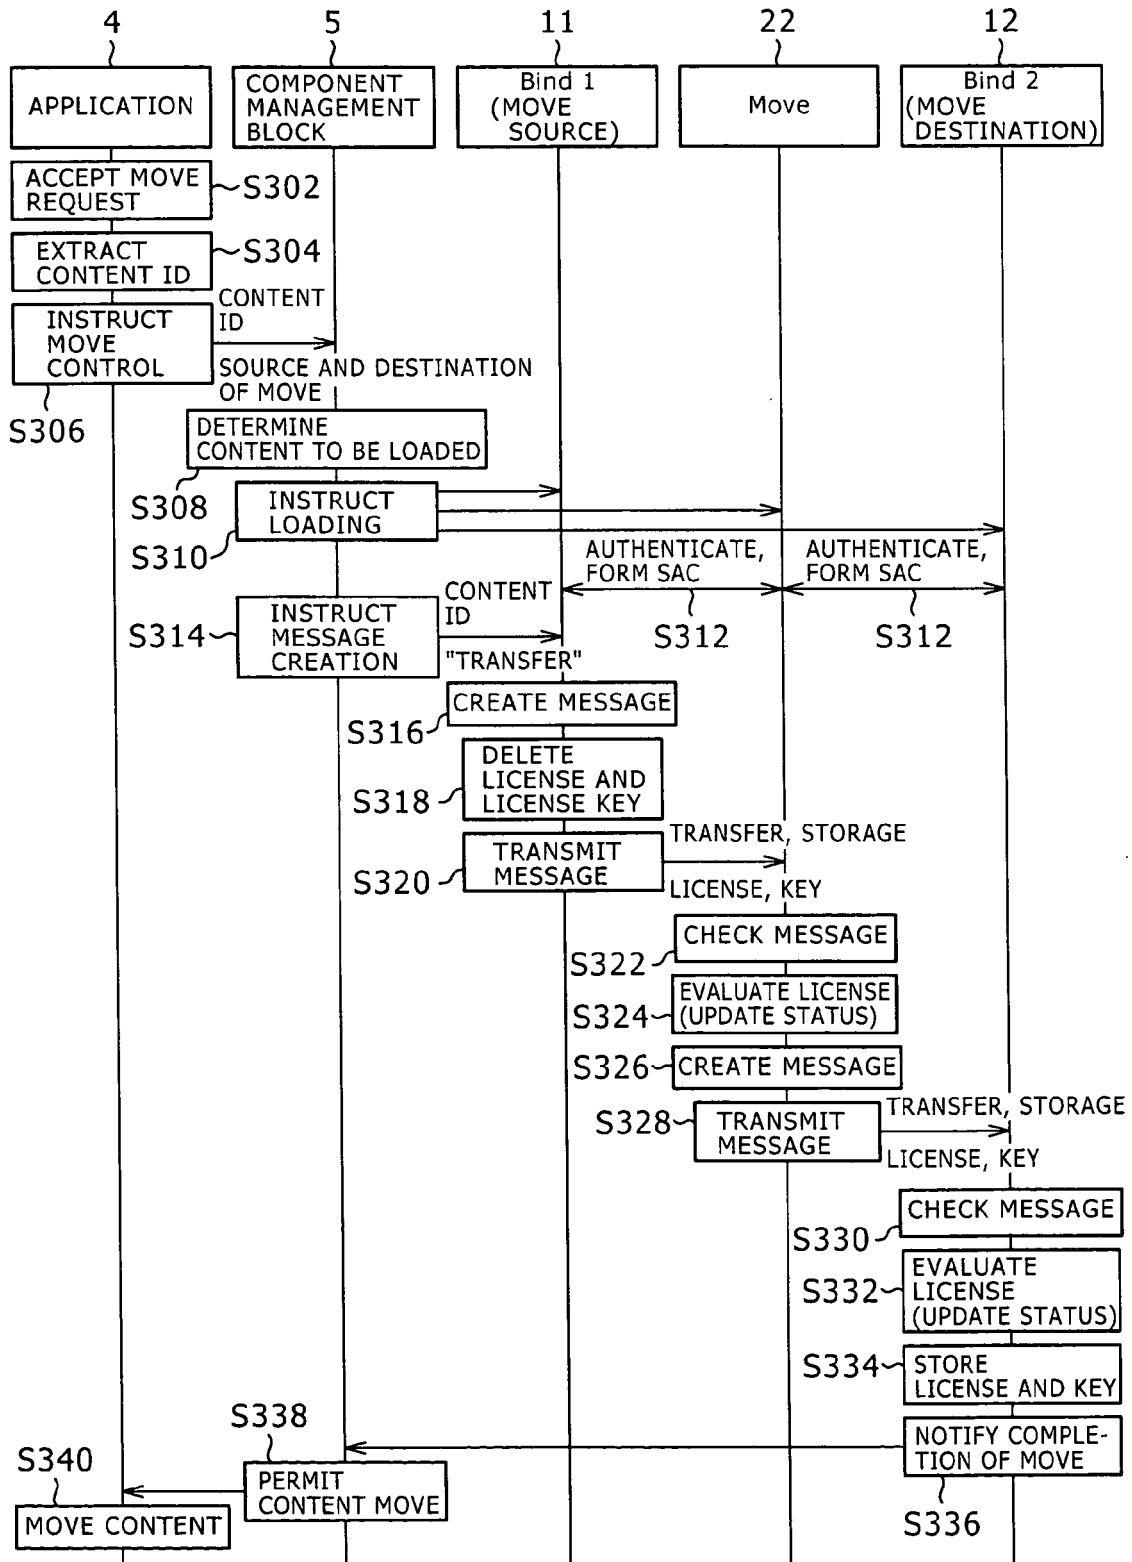 4
5
11
22
12
APPLICATION
COMPONENT
MANAGEMENT
BLOCK
Bind 1
(MOVE
SOURCE)
Move
Bind 2
(MOVE
DESTINATION)
ACCEPT MOVE
REQUEST
S302
EXTRACT
CONTENT ID
S304
INSTRUCT
MOVE
CONTROL
S306
CONTENT
ID
SOURCE AND DESTINATION
OF MOVE
DETERMINE
CONTENT TO BE LOADED
S308
INSTRUCT
LOADING
S310
AUTHENTICATE,
FORM SAC
S312
AUTHENTICATE,
FORM SAC
S312
S314
INSTRUCT
MESSAGE
CREATION
CONTENT
ID
"TRANSFER"
CREATE MESSAGE
S316
DELETE
LICENSE AND
LICENSE KEY
S318
TRANSMIT
MESSAGE
S320
TRANSFER, STORAGE
LICENSE, KEY
CHECK MESSAGE
S322
EVALUATE LICENSE
(UPDATE STATUS)
S324
S326
CREATE MESSAGE
S328
TRANSMIT
MESSAGE
TRANSFER, STORAGE
LICENSE, KEY
CHECK MESSAGE
S330
EVALUATE
LICENSE
(UPDATE STATUS)
S332
S334
STORE
LICENSE AND KEY
NOTIFY COMPLE-
TION OF MOVE
S336
S338
PERMIT
CONTENT MOVE
S340
MOVE CONTENT